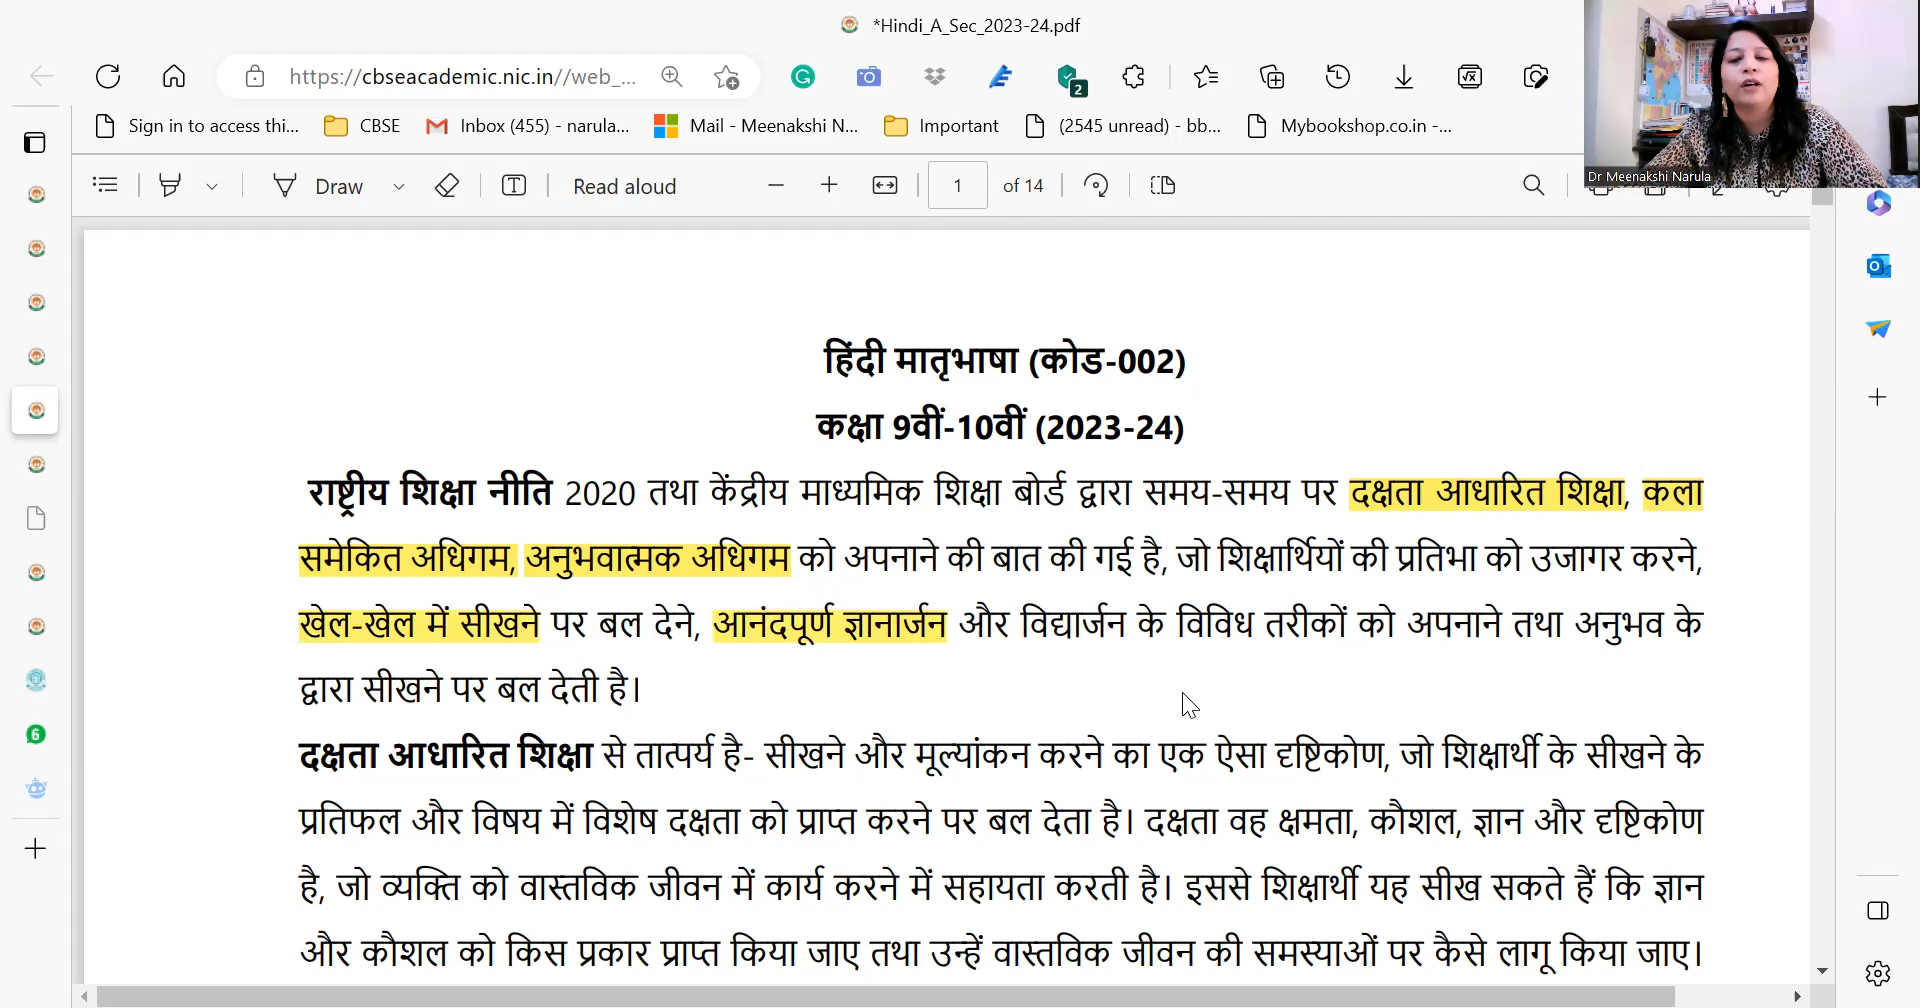 *Hindi_A_Sec_2023-24.pdf
https://cbseacademic.nic.in//web_...
2
Sign in to access thi...
CBSE
Inbox (455) - narula...
Mail - Meenakshi N...
Important
(2545 unread) - bb...
Mybookshop.co.in -...
Dr Meenakshi Narula
Draw
Read aloud
1 of 14
हिंदी मातृभाषा (कोड-002)
कक्षा 9वीं-10वीं (2023-24)
राष्ट्रीय शिक्षा नीति 2020 तथा केंद्रीय माध्यमिक शिक्षा बोर्ड द्वारा समय-समय पर दक्षता आधारित शिक्षा, कला
समेकित अधिगम, अनुभवात्मक अधिगम को अपनाने की बात की गई है, जो शिक्षार्थियों की प्रतिभा को उजागर करने,
खेल-खेल में सीखने पर बल देने, आनंदपूर्ण ज्ञानार्जन और विद्यार्जन के विविध तरीकों को अपनाने तथा अनुभव के
द्वारा सीखने पर बल देती है।
दक्षता आधारित शिक्षा से तात्पर्य है- सीखने और मूल्यांकन करने का एक ऐसा दृष्टिकोण, जो शिक्षार्थी के सीखने के
प्रतिफल और विषय में विशेष दक्षता को प्राप्त करने पर बल देता है। दक्षता वह क्षमता, कौशल, ज्ञान और दृष्टिकोण
है, जो व्यक्ति को वास्तविक जीवन में कार्य करने में सहायता करती है। इससे शिक्षार्थी यह सीख सकते हैं कि ज्ञान
और कौशल को किस प्रकार प्राप्त किया जाए तथा उन्हें वास्तविक जीवन की समस्याओं पर कैसे लागू किया जाए।
6